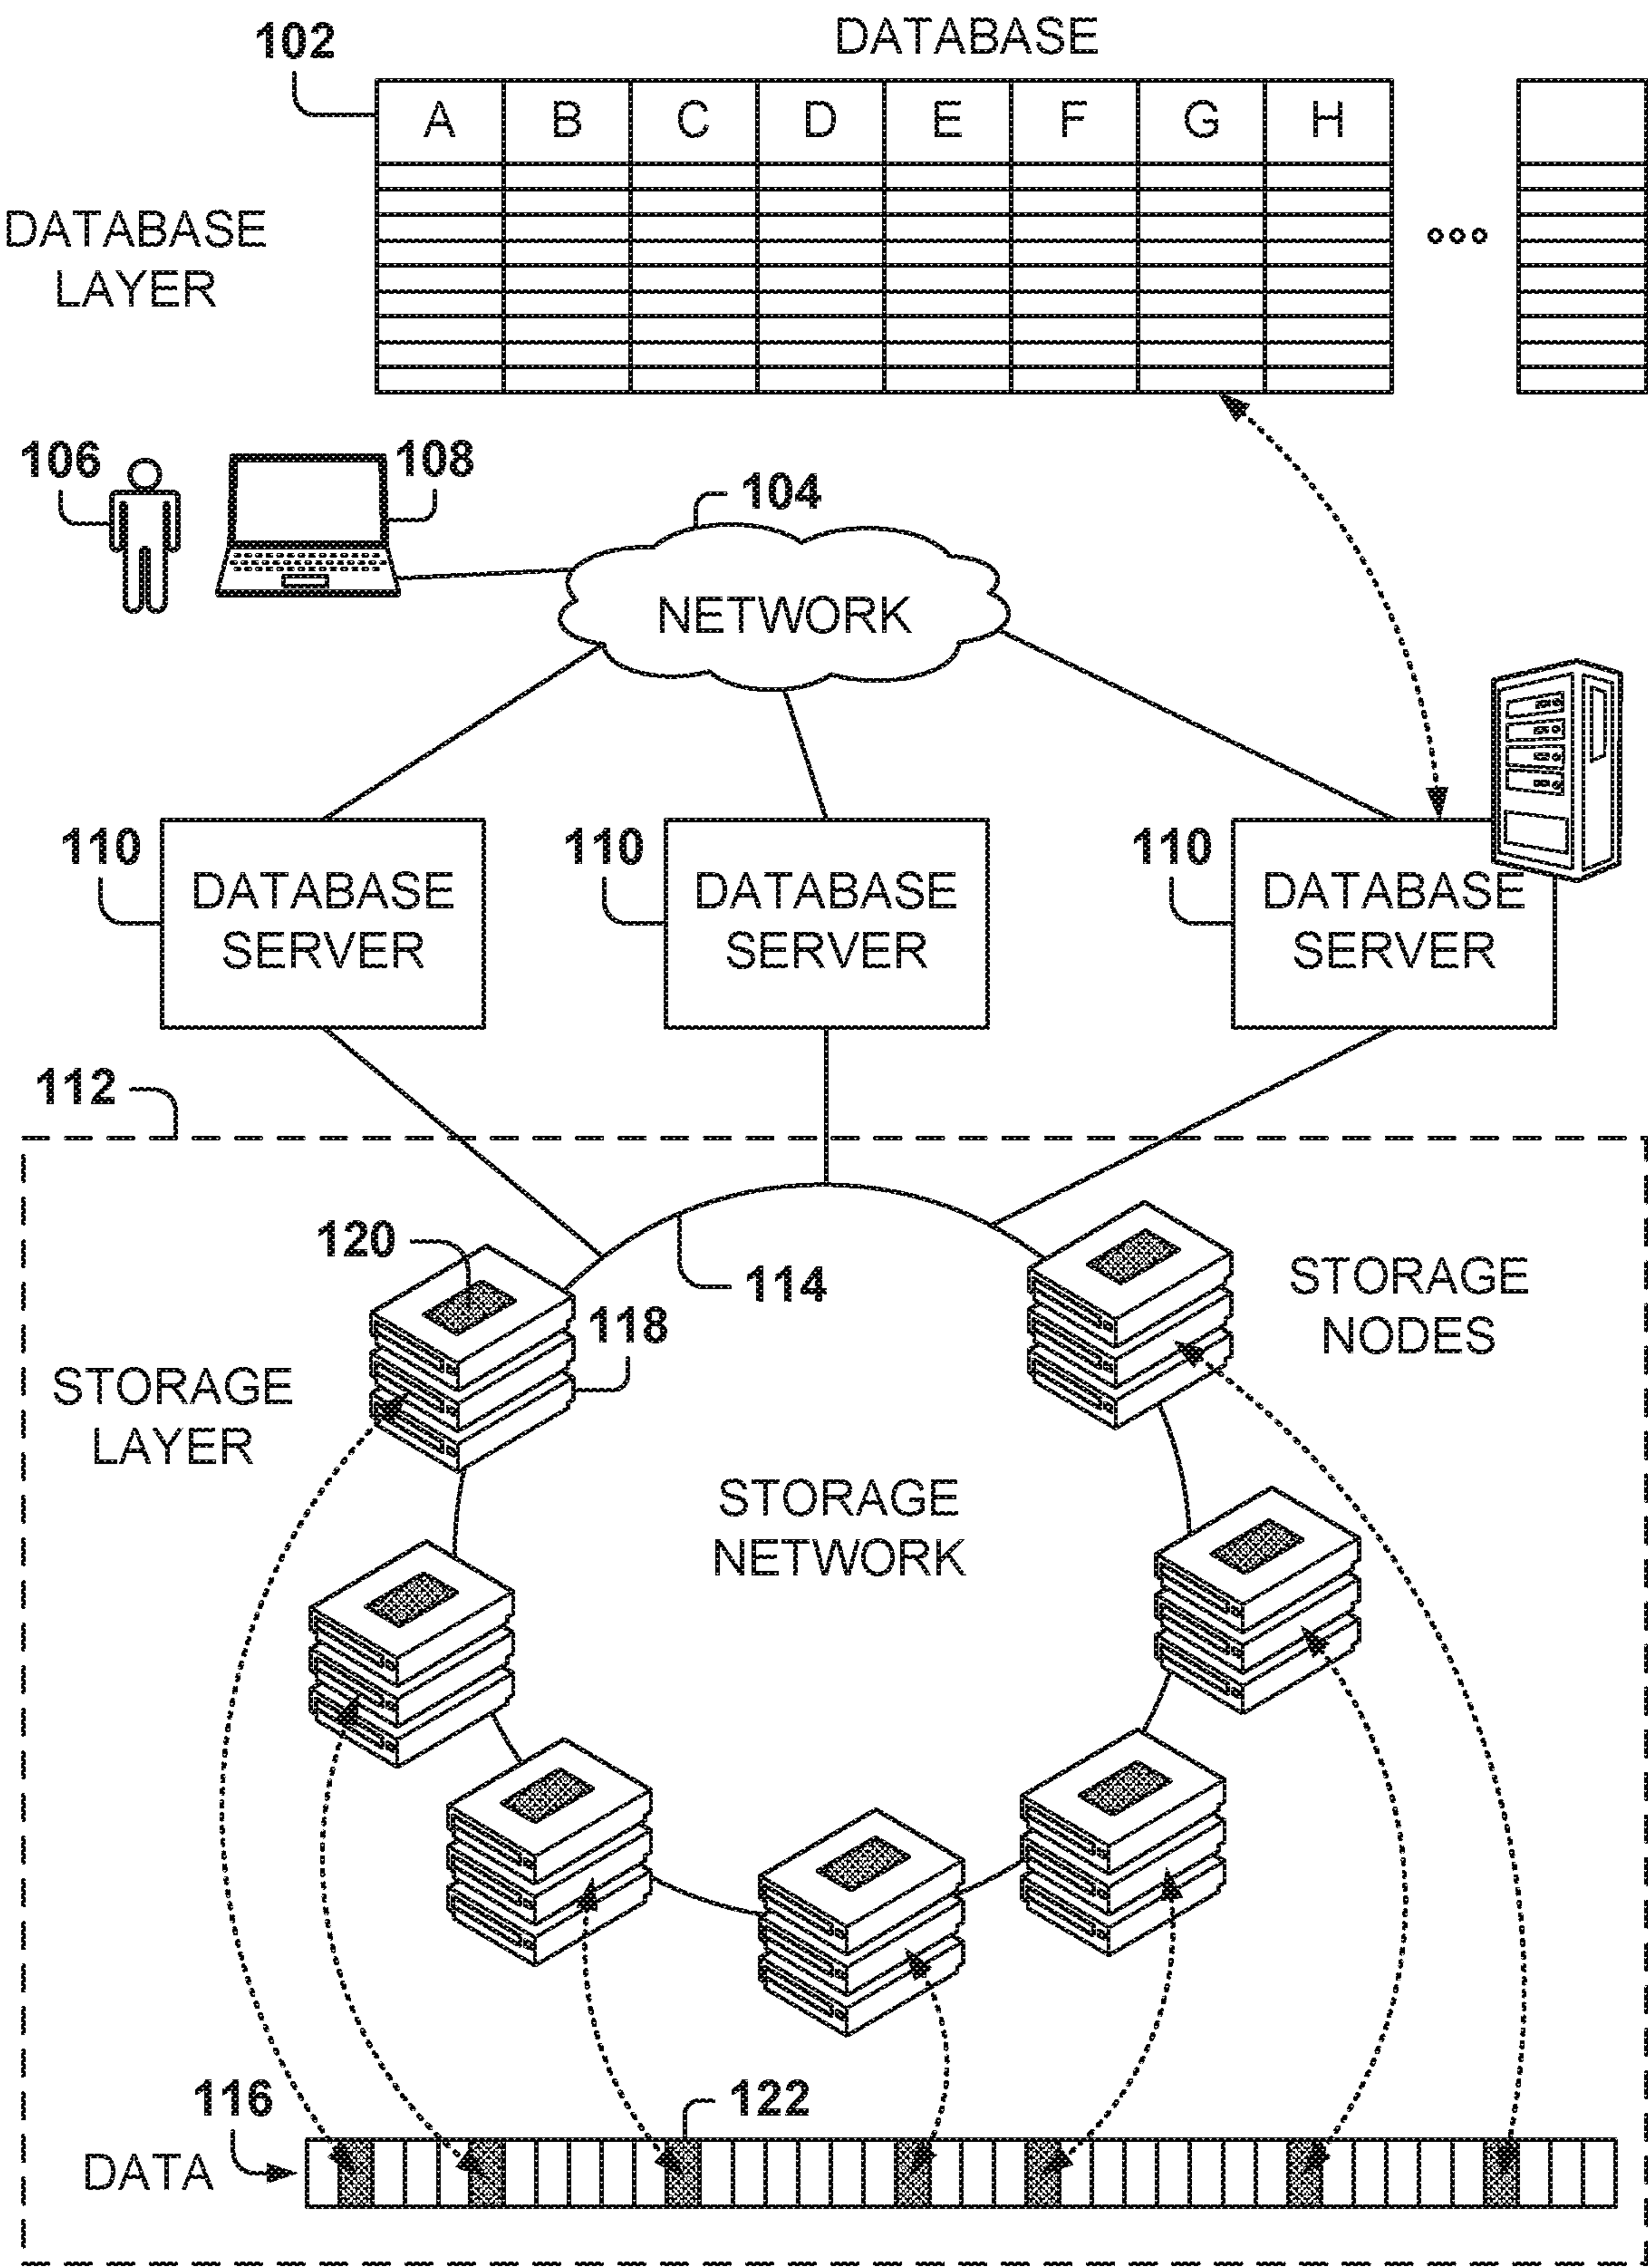 DATABASE
102
A B C D E F G H
DATABASE
LAYER
106
108
104
NETWORK
110
DATABASE
SERVER
110
DATABASE
SERVER
110
DATABASE
SERVER
112
120
114
118
STORAGE
NODES
STORAGE
LAYER
STORAGE
NETWORK
116
122
DATA